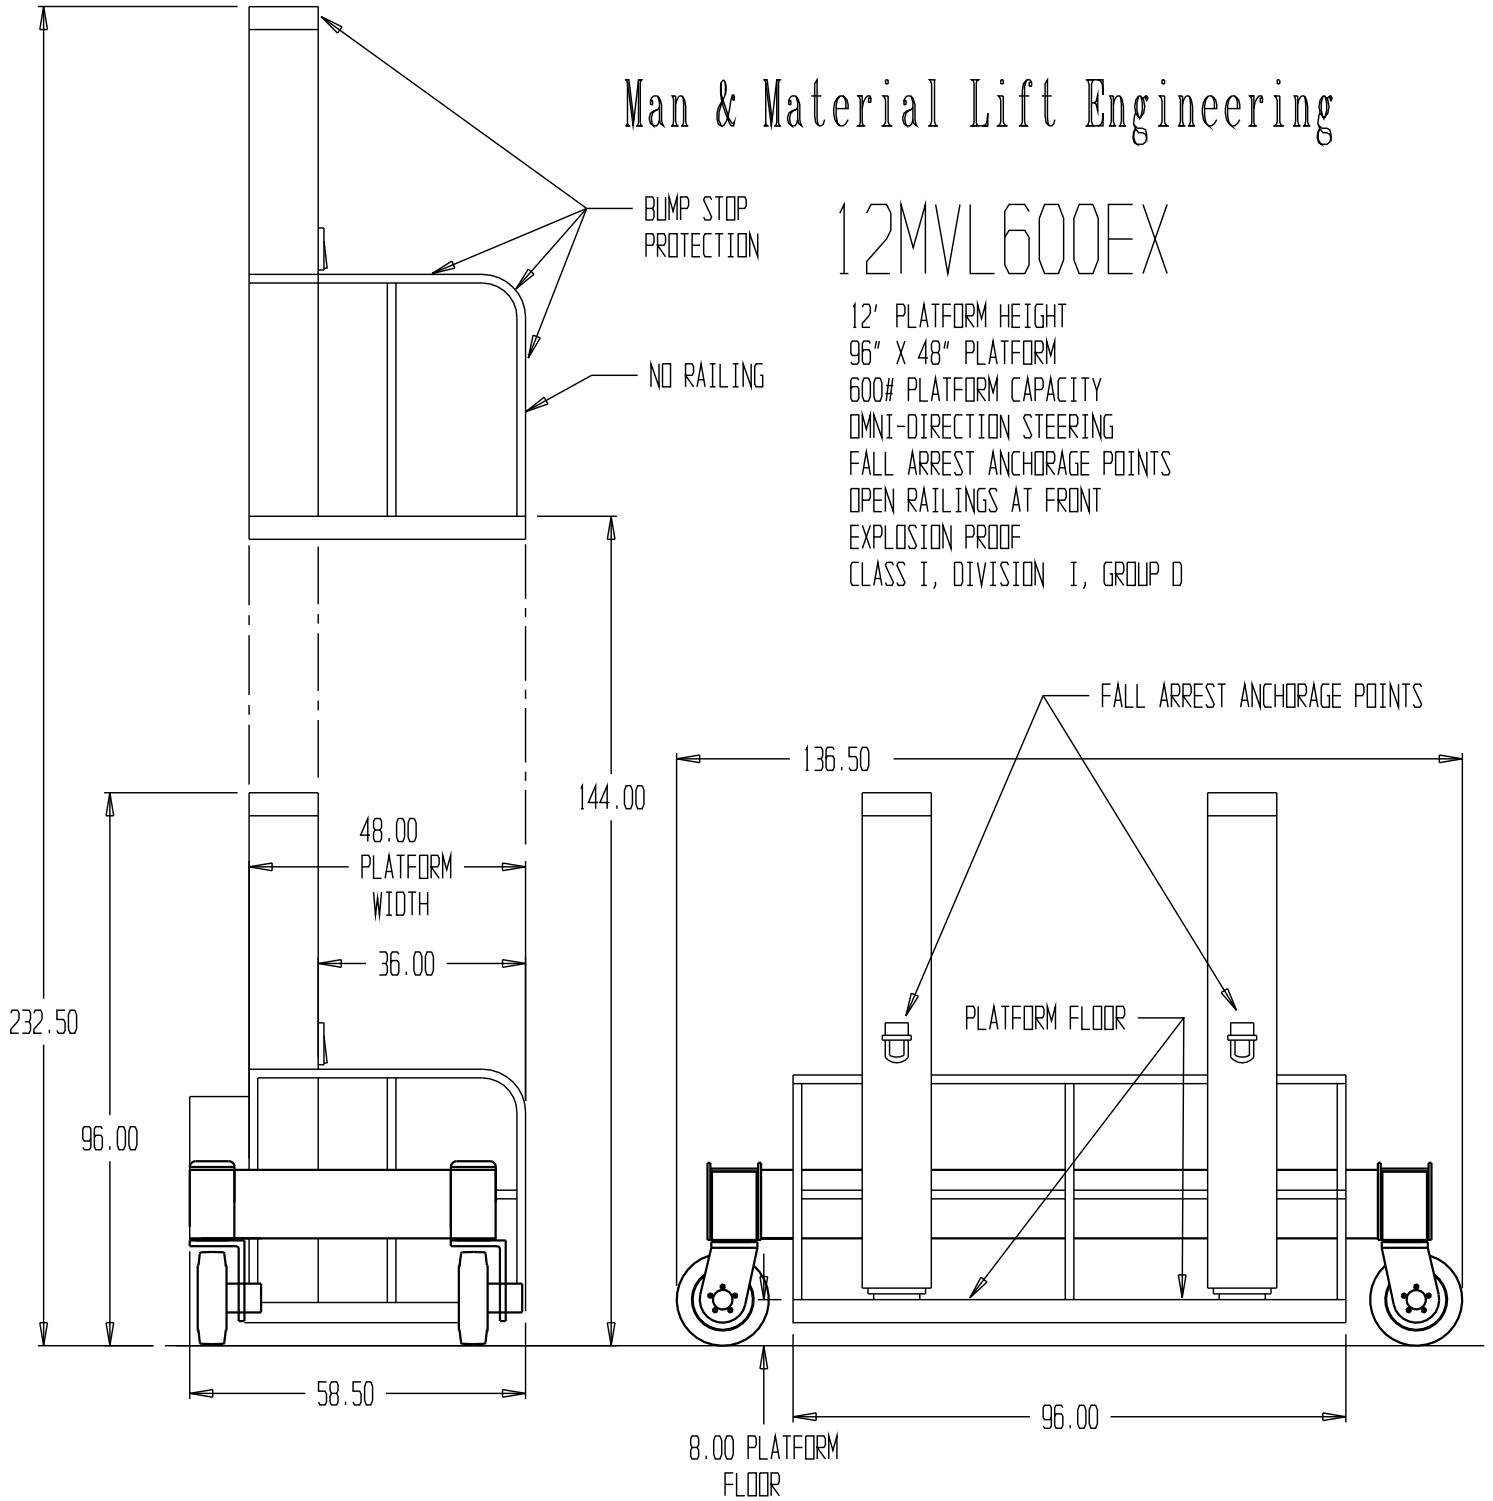 Man & Material Lift Engineering
BUMP STOP
PROTECTION
12MVL600EX
12' PLATFORM HEIGHT
96" X 48" PLATFORM
600# PLATFORM CAPACITY
OMNI-DIRECTION STEERING
FALL ARREST ANCHORAGE POINTS
OPEN RAILINGS AT FRONT
EXPLOSION PROOF
CLASS I, DIVISION I, GROUP D
NO RAILING
FALL ARREST ANCHORAGE POINTS
136.50
144.00
48.00
PLATFORM
WIDTH
36.00
232.50
PLATFORM FLOOR
96.00
58.50
96.00
8.00 PLATFORM
FLOOR